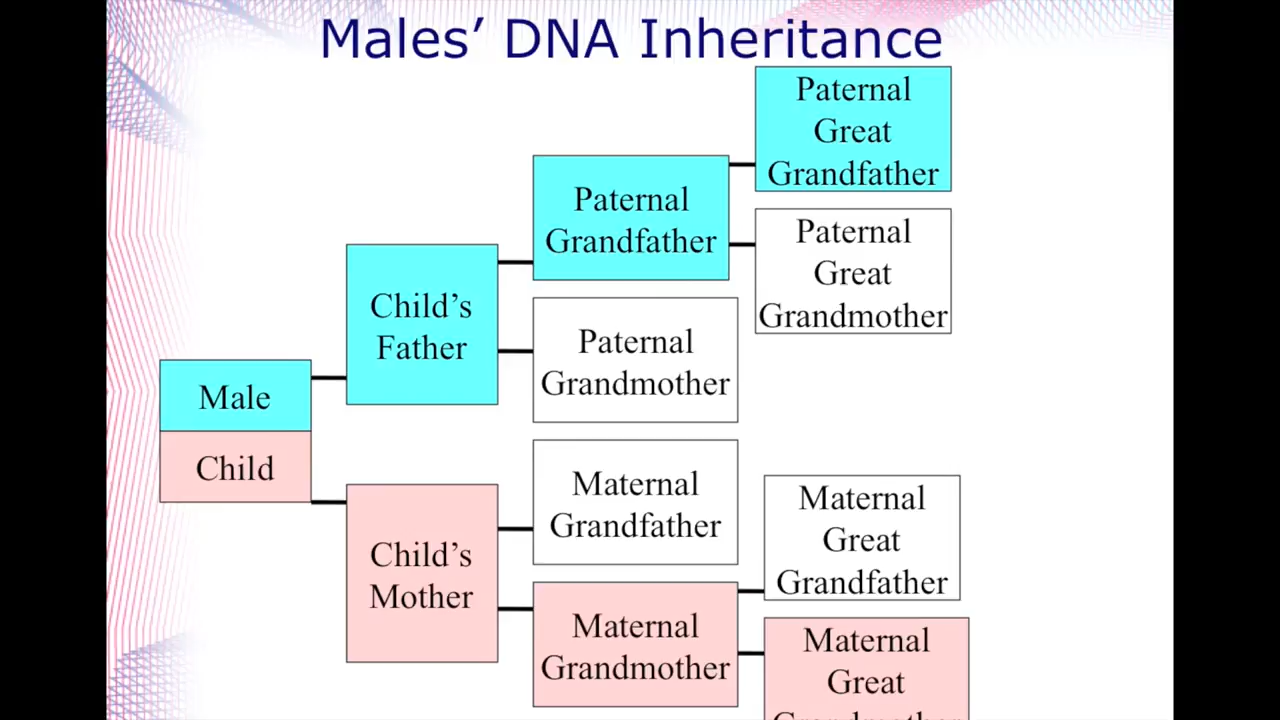 Males’ DNA Inheritance
Paternal
Great
Grandfather
Paternal
Grandfather
Paternal
Great
Grandmother
Child’s
Father
Paternal
Grandmother
Male
Child
Maternal
Grandfather
Maternal
Great
Grandfather
Child’s
Mother
Maternal
Grandmother
Maternal
Great